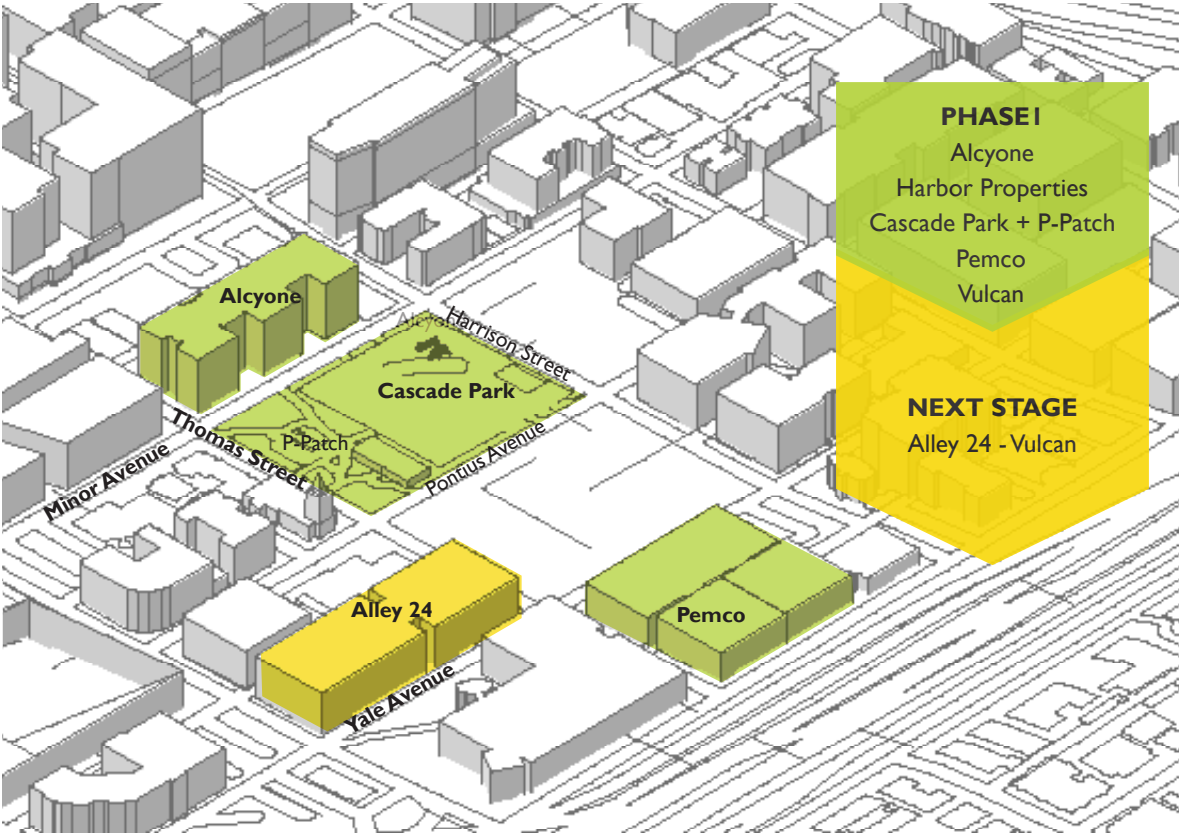 PHASE1
Alcyone
Harbor Properties
Cascade Park + P-Patch
Pemco
Vulcan
NEXT STAGE
Alley 24 - Vulcan
Alcyone
Alcyone
Harrison Street
Cascade Park
P-Patch
Thomas Street
Pontius Avenue
Minor Avenue
Alley 24
Pemco
Yale Avenue